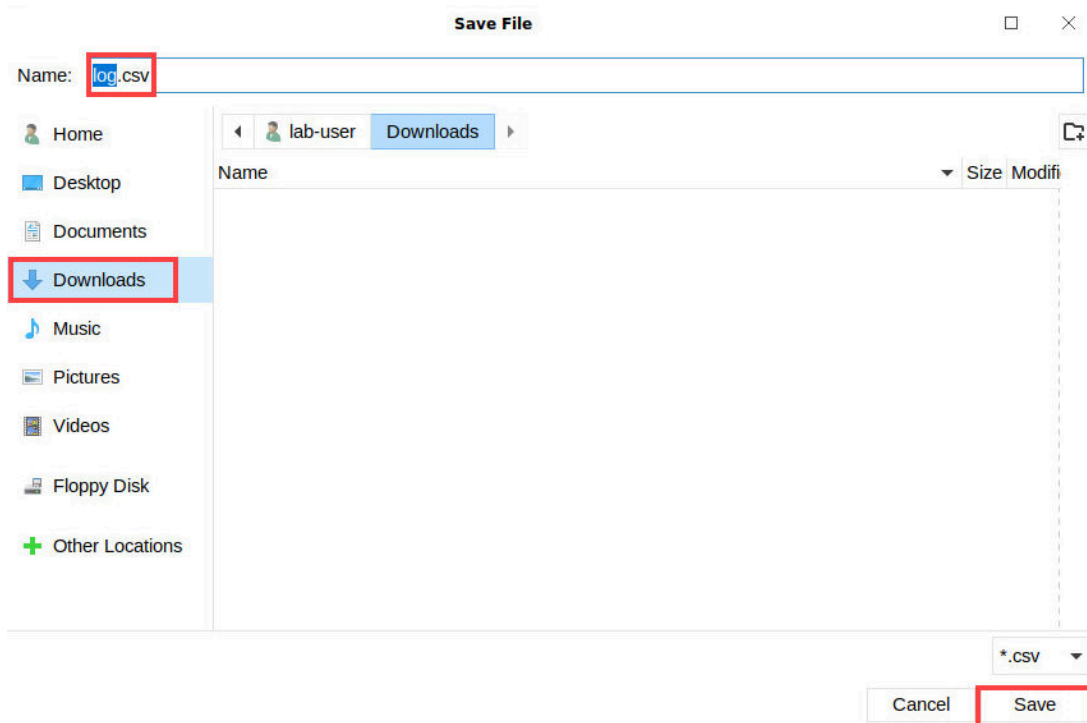 Save File
Name: log.csv
Home
lab-user Downloads
Desktop
Name Size Modifi
Documents
Downloads
Music
Pictures
Videos
Floppy Disk
Other Locations
*.csv
Cancel Save